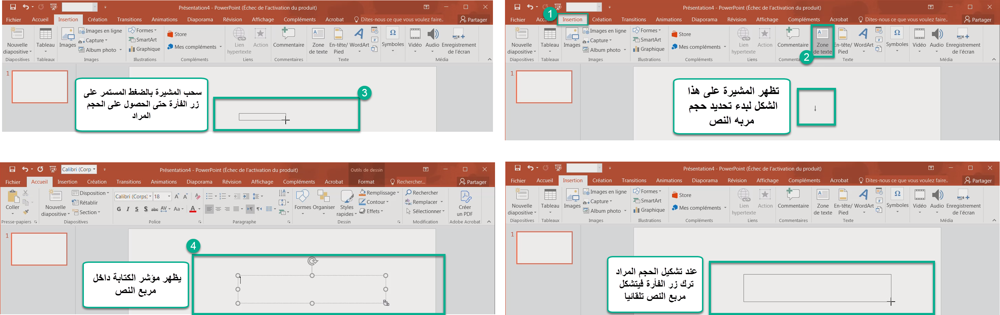 Présentation4 - PowerPoint (Échec de l'activation du produit)
Fichier Accueil Insertion Création Transitions Animations Diaporama Révision Affichage Compléments Acrobat Dites-nous ce que vous voulez faire.. Partager
Nouvelle diapositive Tableau Images Images en ligne Capture Album photo Formes SmartArt Graphique Store Mes compléments Lien hypertexte Action Commentaire Zone de texte En-tête/ Pied WordArt Symboles Vidéo Audio Enregistrement de l'écran
Diapositives Tableaux Images Illustrations Compléments Liens Commentaires Texte Média
1
3
سحب المشيرة بالضغط المستمر على
زر الفأرة حتى الحصول على الحجم
المراد
Présentation4 - PowerPoint (Échec de l'activation du produit)
1
Fichier Insertion Création Transitions Animations Diaporama Révision Affichage Compléments Acrobat Dites-nous ce que vous voulez faire.. Partager
Nouvelle diapositive Tableau Images Images en ligne Capture Album photo Formes SmartArt Graphique Store Mes compléments Lien hypertexte Action Commentaire Zone de texte En-tête/ Pied WordArt Symboles Vidéo Audio Enregistrement de l'écran
2
Diapositives Tableaux Images Illustrations Compléments Liens Texte Média
1
تظهر المشيرة على هذا
الشكل لبدء تحديد حجم
مربه النص
Calibri (Corp Présentation4 - PowerPoint (Échec de l'activation du produit) Outils de dessin
Fichier Accueil Insertion Création Transitions Animations Diaporama Révision Affichage Compléments Acrobat Format Rechercher... Partager
Coller Nouvelle diapositive Disposition Rétablir Section Calibri (Corps) 18 G I S S abc AV Aa A Formes Organiser Styles rapides Remplissage Contour Effets Rechercher Remplacer Sélectionner Créer un PDF
Presse-papiers Diapositives Police Paragraphe Dessin Modification Adobe Acrobat
1
4
يظهر مؤشر الكتابة داخل
مربع النص
Présentation4 - PowerPoint (Échec de l'activation du produit)
Fichier Accueil Insertion Création Transitions Animations Diaporama Révision Affichage Compléments Acrobat Dites-nous ce que vous voulez faire.. Partager
Nouvelle diapositive Tableau Images Images en ligne Capture Album photo Formes SmartArt Graphique Store Mes compléments Lien hypertexte Action Commentaire Zone de texte En-tête/ Pied WordArt Symboles Vidéo Audio Enregistrement de l'écran
Diapositives Tableaux Images Illustrations Compléments Liens Commentaires Texte Média
1
عند تشكيل الحجم المراد
ترك زر الفأرة فيتشكل
مربع النص تلقائيا